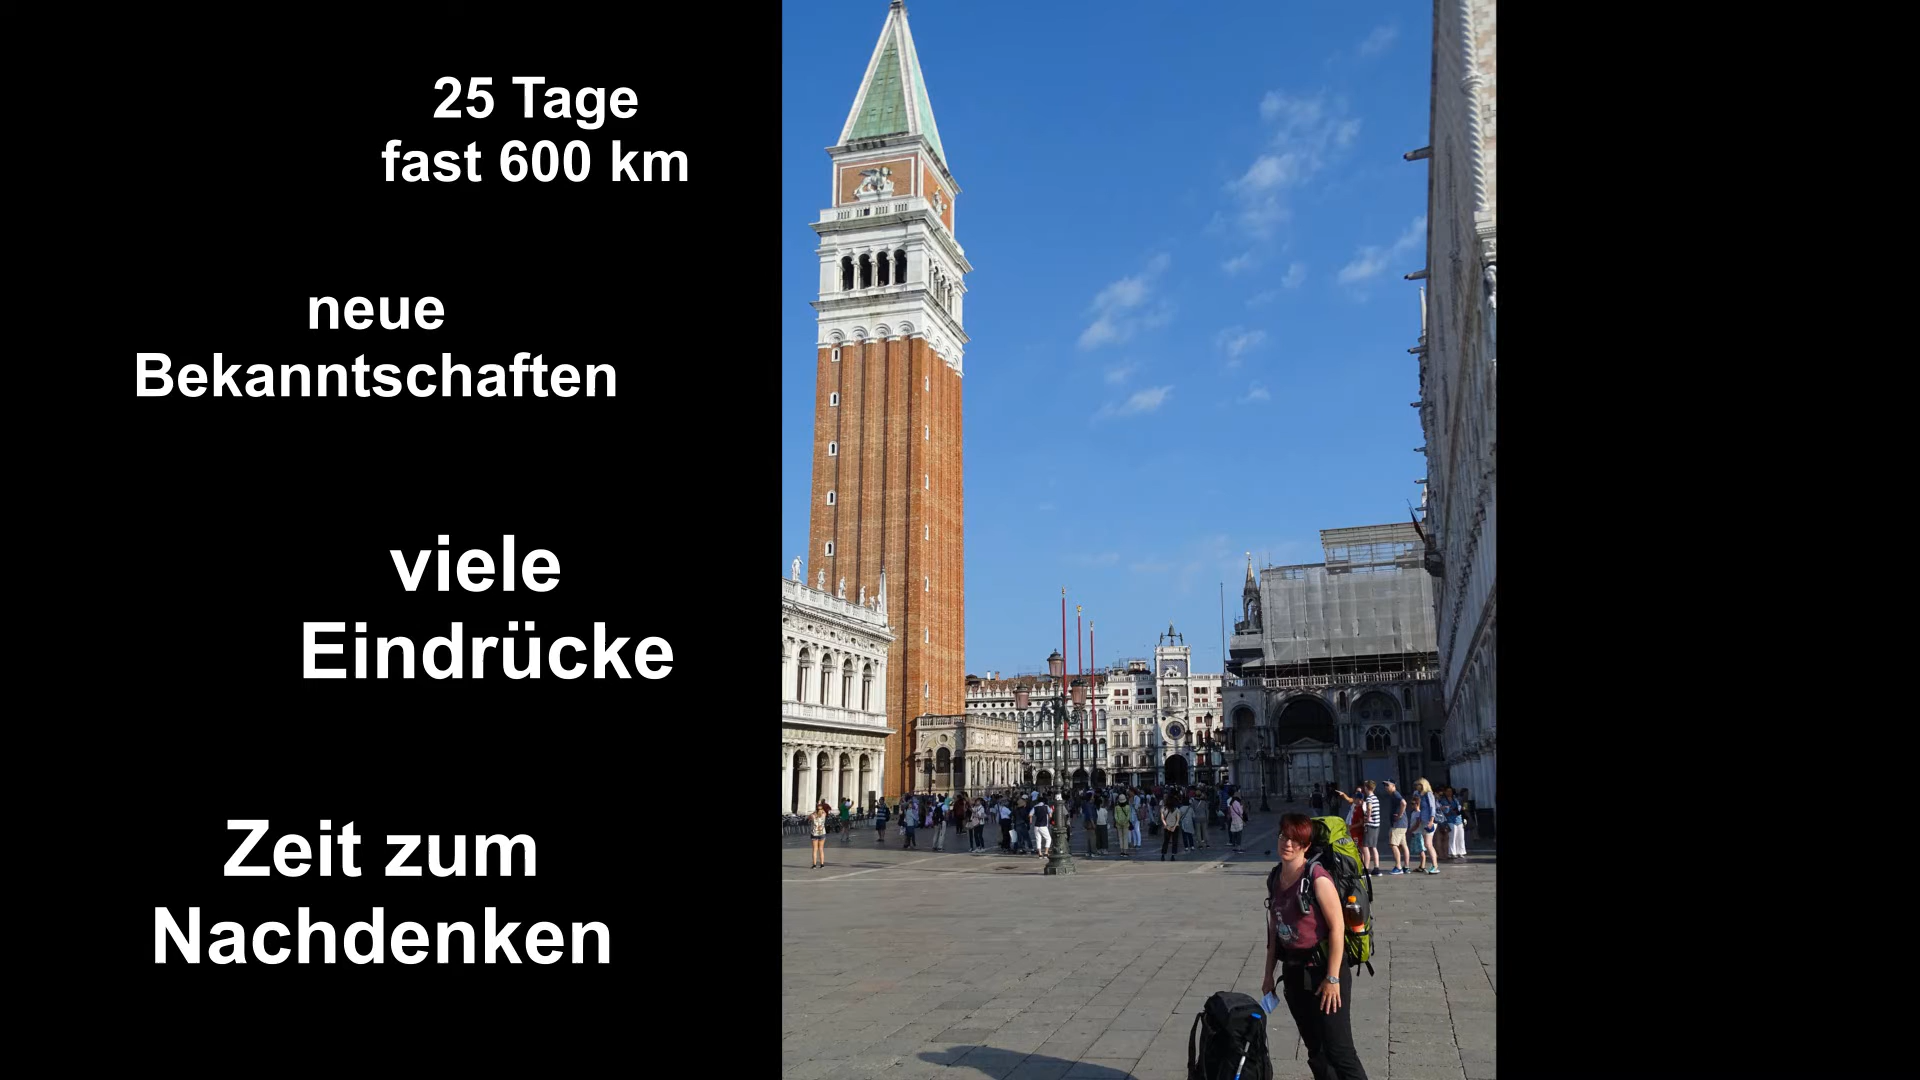 25 Tage
fast 600 km
neue
Bekanntschaften
viele
Eindrücke
Zeit zum
Nachdenken